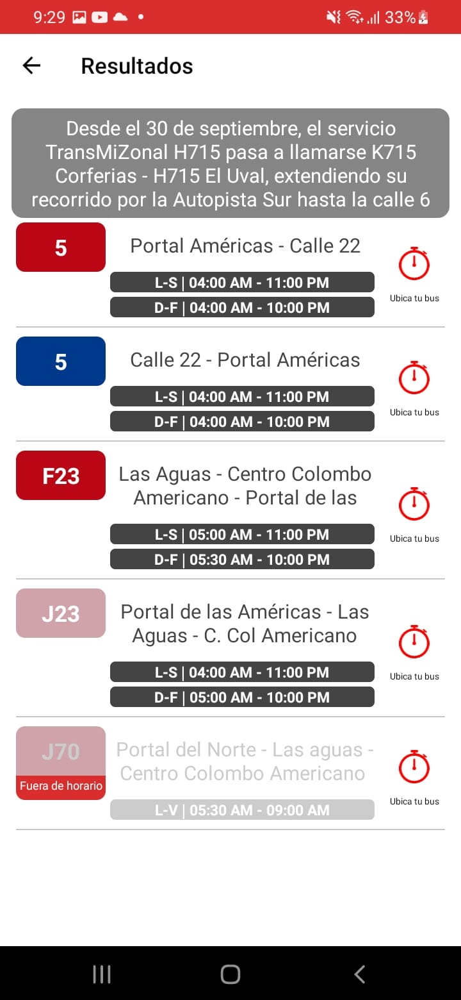 9:29
33%
Resultados
Desde el 30 de septiembre, el servicio
TransMiZonal H715 pasa a llamarse K715
Corferias - H715 El Uval, extendiendo su
recorrido por la Autopista Sur hasta la calle 6
5
Portal Américas - Calle 22
L-S | 04:00 AM - 11:00 PM
D-F | 04:00 AM - 10:00 PM
Ubica tu bus
5
Calle 22 - Portal Américas
L-S | 04:00 AM - 11:00 PM
D-F | 04:00 AM - 10:00 PM
Ubica tu bus
F23
Las Aguas - Centro Colombo
Americano - Portal de las
L-S | 05:00 AM - 11:00 PM
D-F | 05:30 AM - 10:00 PM
Ubica tu bus
J23
Portal de las Américas - Las
Aguas - C. Col Americano
L-S | 04:00 AM - 11:00 PM
D-F | 05:00 AM - 10:00 PM
Ubica tu bus
J70
Fuera de horario
Portal del Norte - Las aguas -
Centro Colombo Americano
L-V | 05:30 AM - 09:00 AM
Ubica tu bus